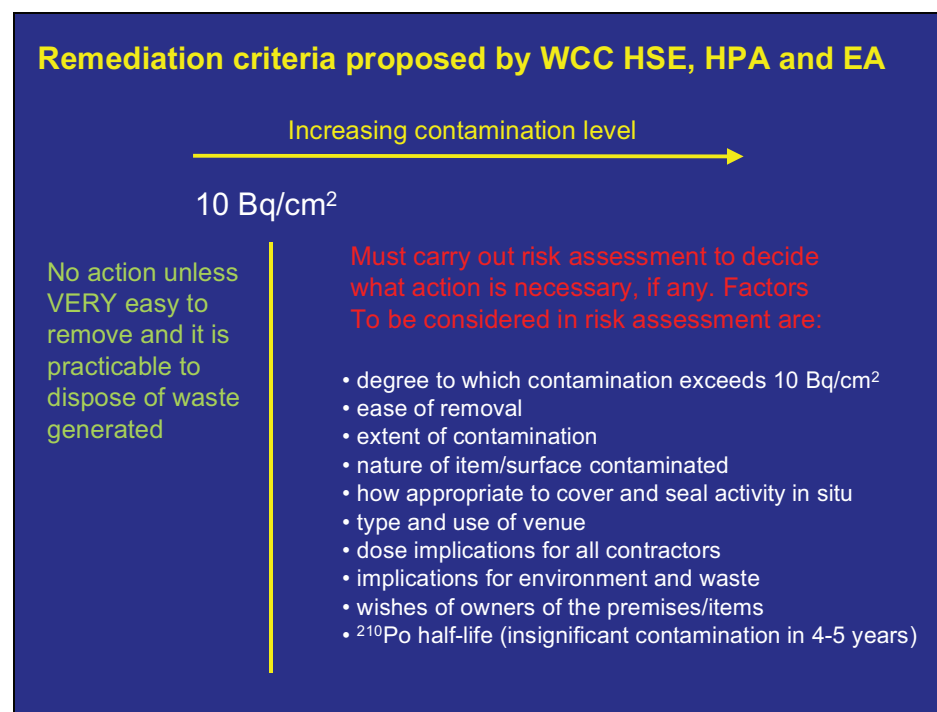 Remediation criteria proposed by WCC HSE, HPA and EA
Increasing contamination level
10 Bq/cm²
No action unless
VERY easy to
remove and it is
practicable to
dispose of waste
generated
Must carry out risk assessment to decide
what action is necessary, if any. Factors
To be considered in risk assessment are:
• degree to which contamination exceeds 10 Bq/cm²
• ease of removal
• extent of contamination
• nature of item/surface contaminated
• how appropriate to cover and seal activity in situ
• type and use of venue
• dose implications for all contractors
• implications for environment and waste
• wishes of owners of the premises/items
• ²¹⁰Po half-life (insignificant contamination in 4-5 years)